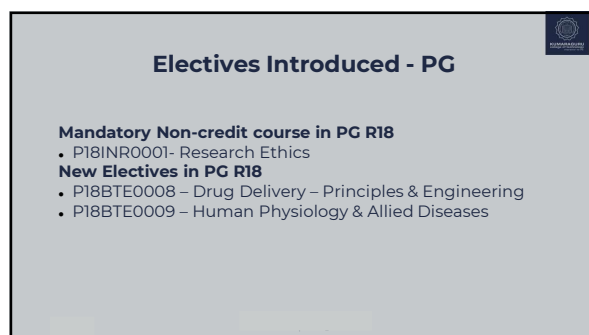 KUMARAGURU
Electives Introduced - PG
Mandatory Non-credit course in PG R18
• P18INR0001- Research Ethics
New Electives in PG R18
• P18BTE0008 – Drug Delivery – Principles & Engineering
• P18BTE0009 – Human Physiology & Allied Diseases